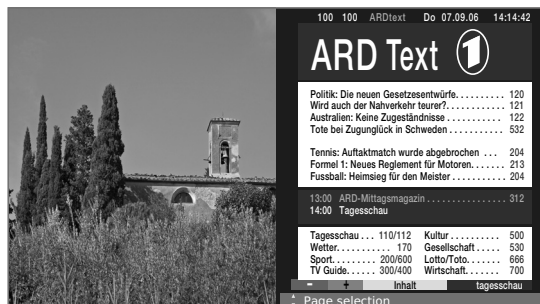 100 100 ARDtext Do 07.09.06 14:14:42
ARD Text 1
Politik: Die neuen Gesetzesentwürfe.......... 120
Wird auch der Nahverkehr teurer?............ 121
Australien: Keine Zugeständnisse ........... 122
Tote bei Zugunglück in Schweden ........... 532
Tennis: Auftaktmatch wurde abgebrochen ... 204
Formel 1: Neues Reglement für Motoren....... 213
Fussball: Heimsieg für den Meister ........... 204
13:00 ARD-Mittagsmagazin ................. 312
14:00 Tagesschau
Tagesschau ... 110/112 Kultur ............ 500
Wetter........... 170 Gesellschaft ..... 530
Sport........ 200/600 Lotto/Toto....... 666
TV Guide..... 300/400 Wirtschaft....... 700
- + Inhalt tagesschau
Page selection